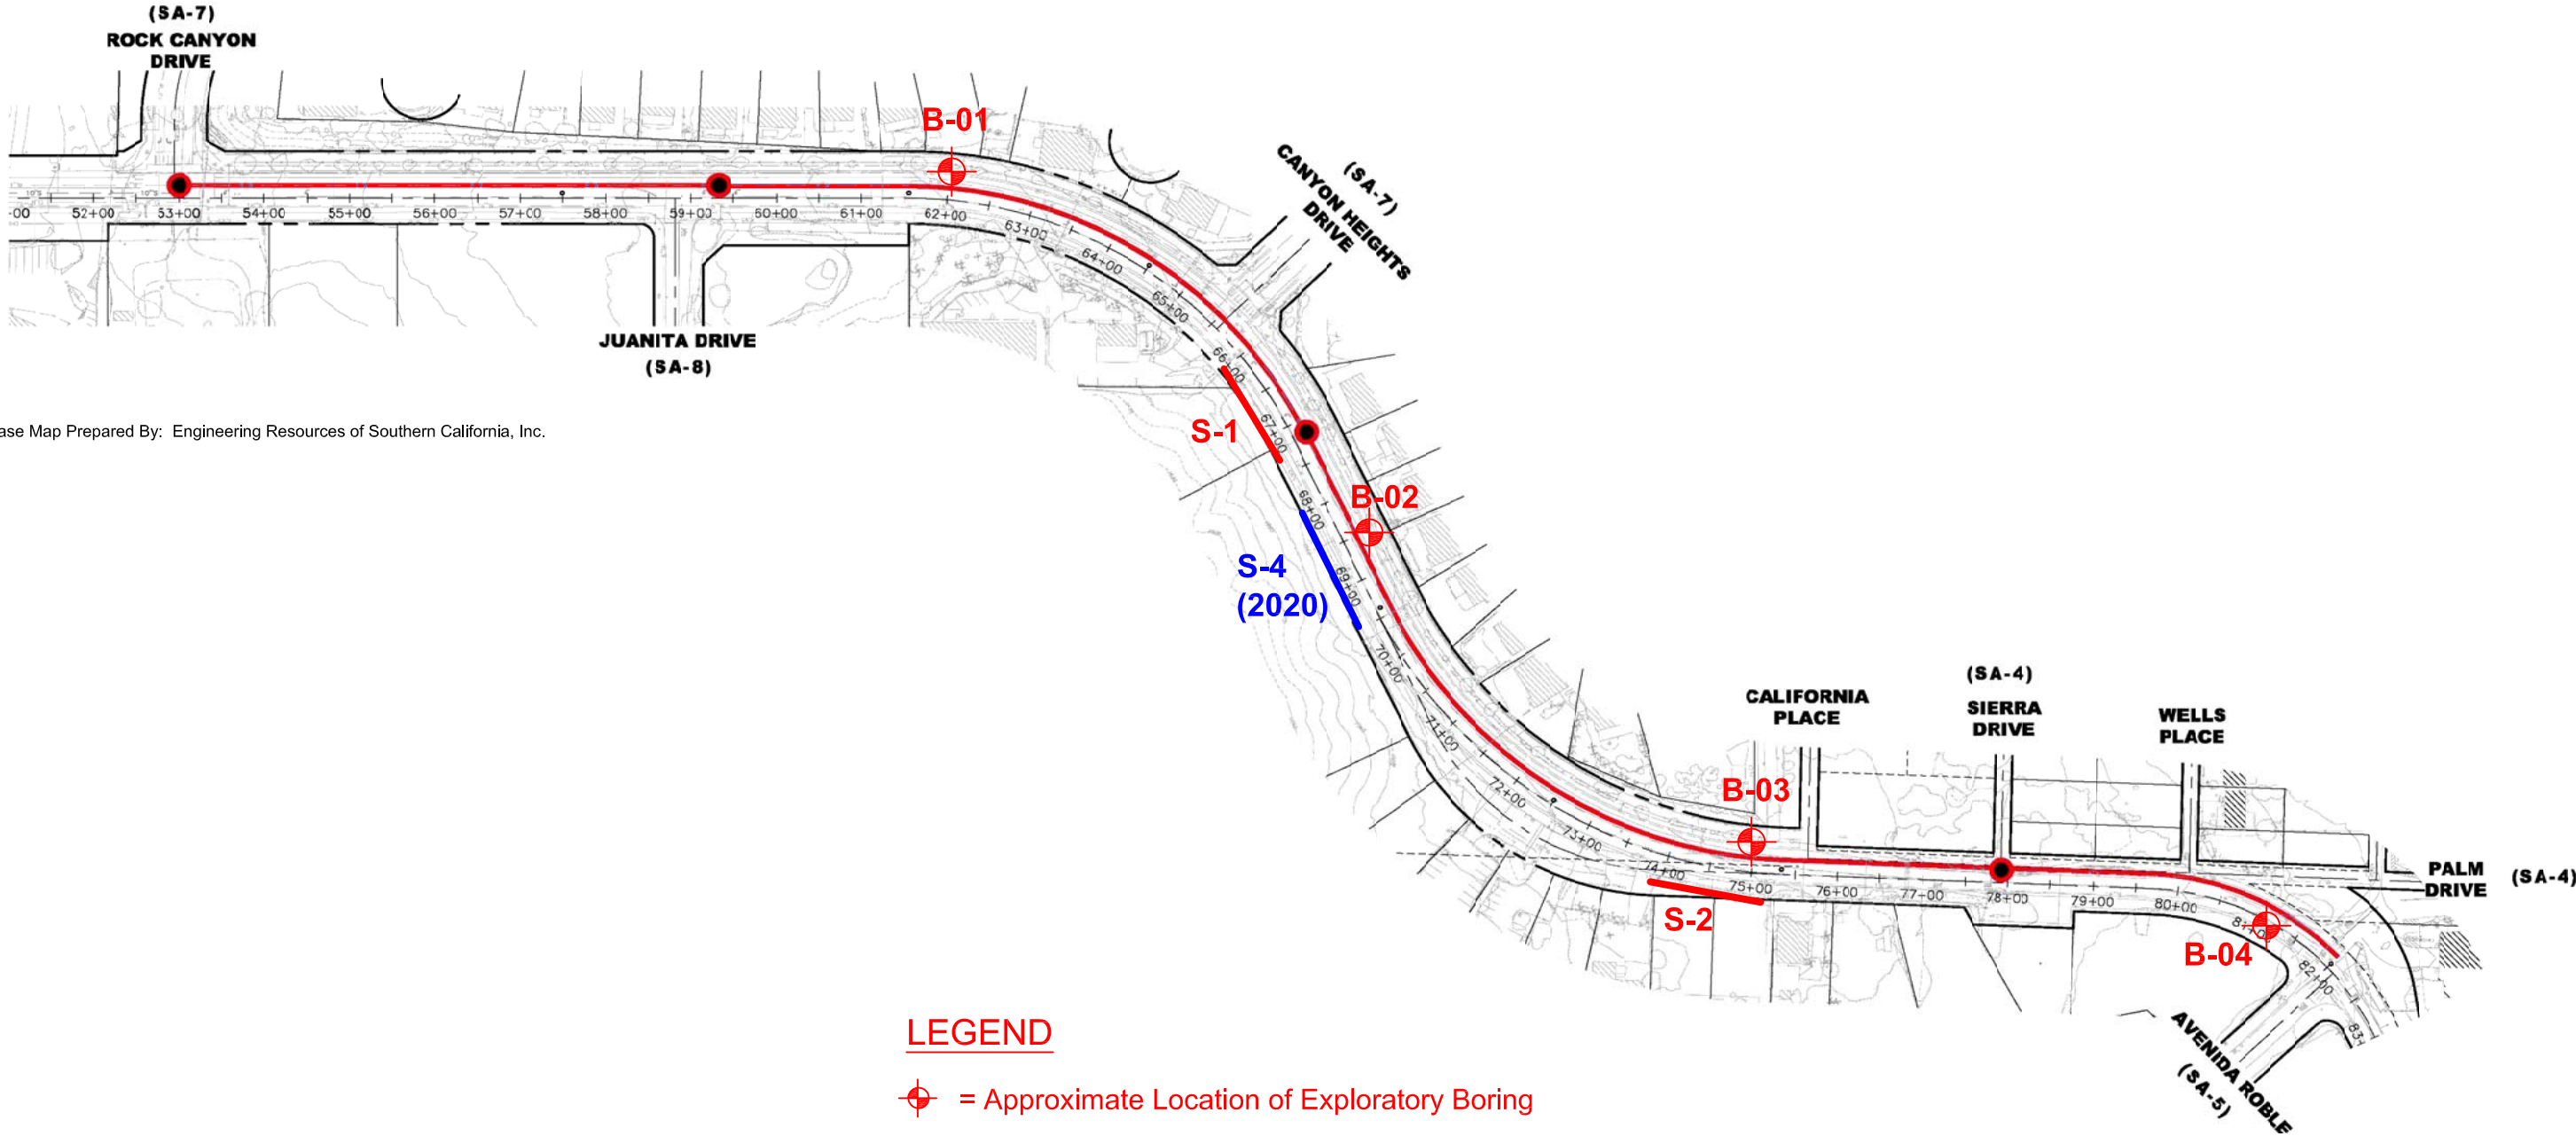 (SA-7)
ROCK CANYON
DRIVE
B-01
(SA-7)
CANYON HEIGHTS
DRIVE
-00
52+00
53+00
54+00
55+00
56+00
57+00
58+00
59+00
60+00
61+00
62+00
63+00
64+00
65+00
66+00
67+00
68+00
69+00
70+00
71+00
72+00
73+00
74+00
75+00
76+00
77+00
78+00
79+00
80+00
81+00
82+00
83+
JUANITA DRIVE
(SA-8)
ase Map Prepared By: Engineering Resources of Southern California, Inc.
S-1
B-02
S-4
(2020)
CALIFORNIA
PLACE
(SA-4)
SIERRA
DRIVE
WELLS
PLACE
B-03
PALM
DRIVE
(SA-4)
S-2
B-04
AVENIDA ROBLE
(SA-5)
LEGEND
= Approximate Location of Exploratory Boring